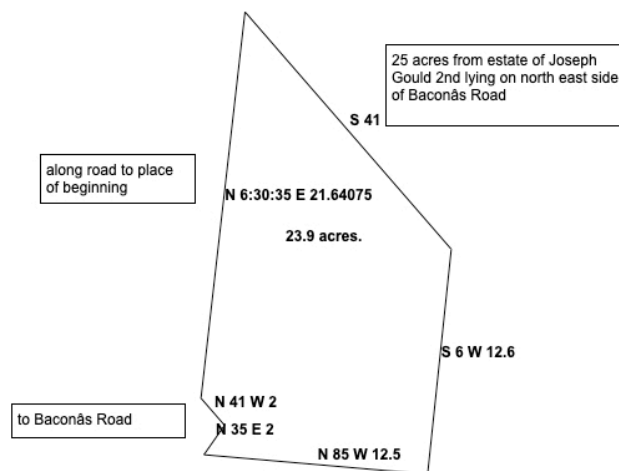 25 acres from estate of Joseph
Gould 2nd lying on north east side
of Baconâs Road
S 41
along road to place
of beginning
N 6:30:35 E 21.64075
23.9 acres.
S 6 W 12.6
N 41 W 2
to Baconâs Road
N 35 E 2
N 85 W 12.5